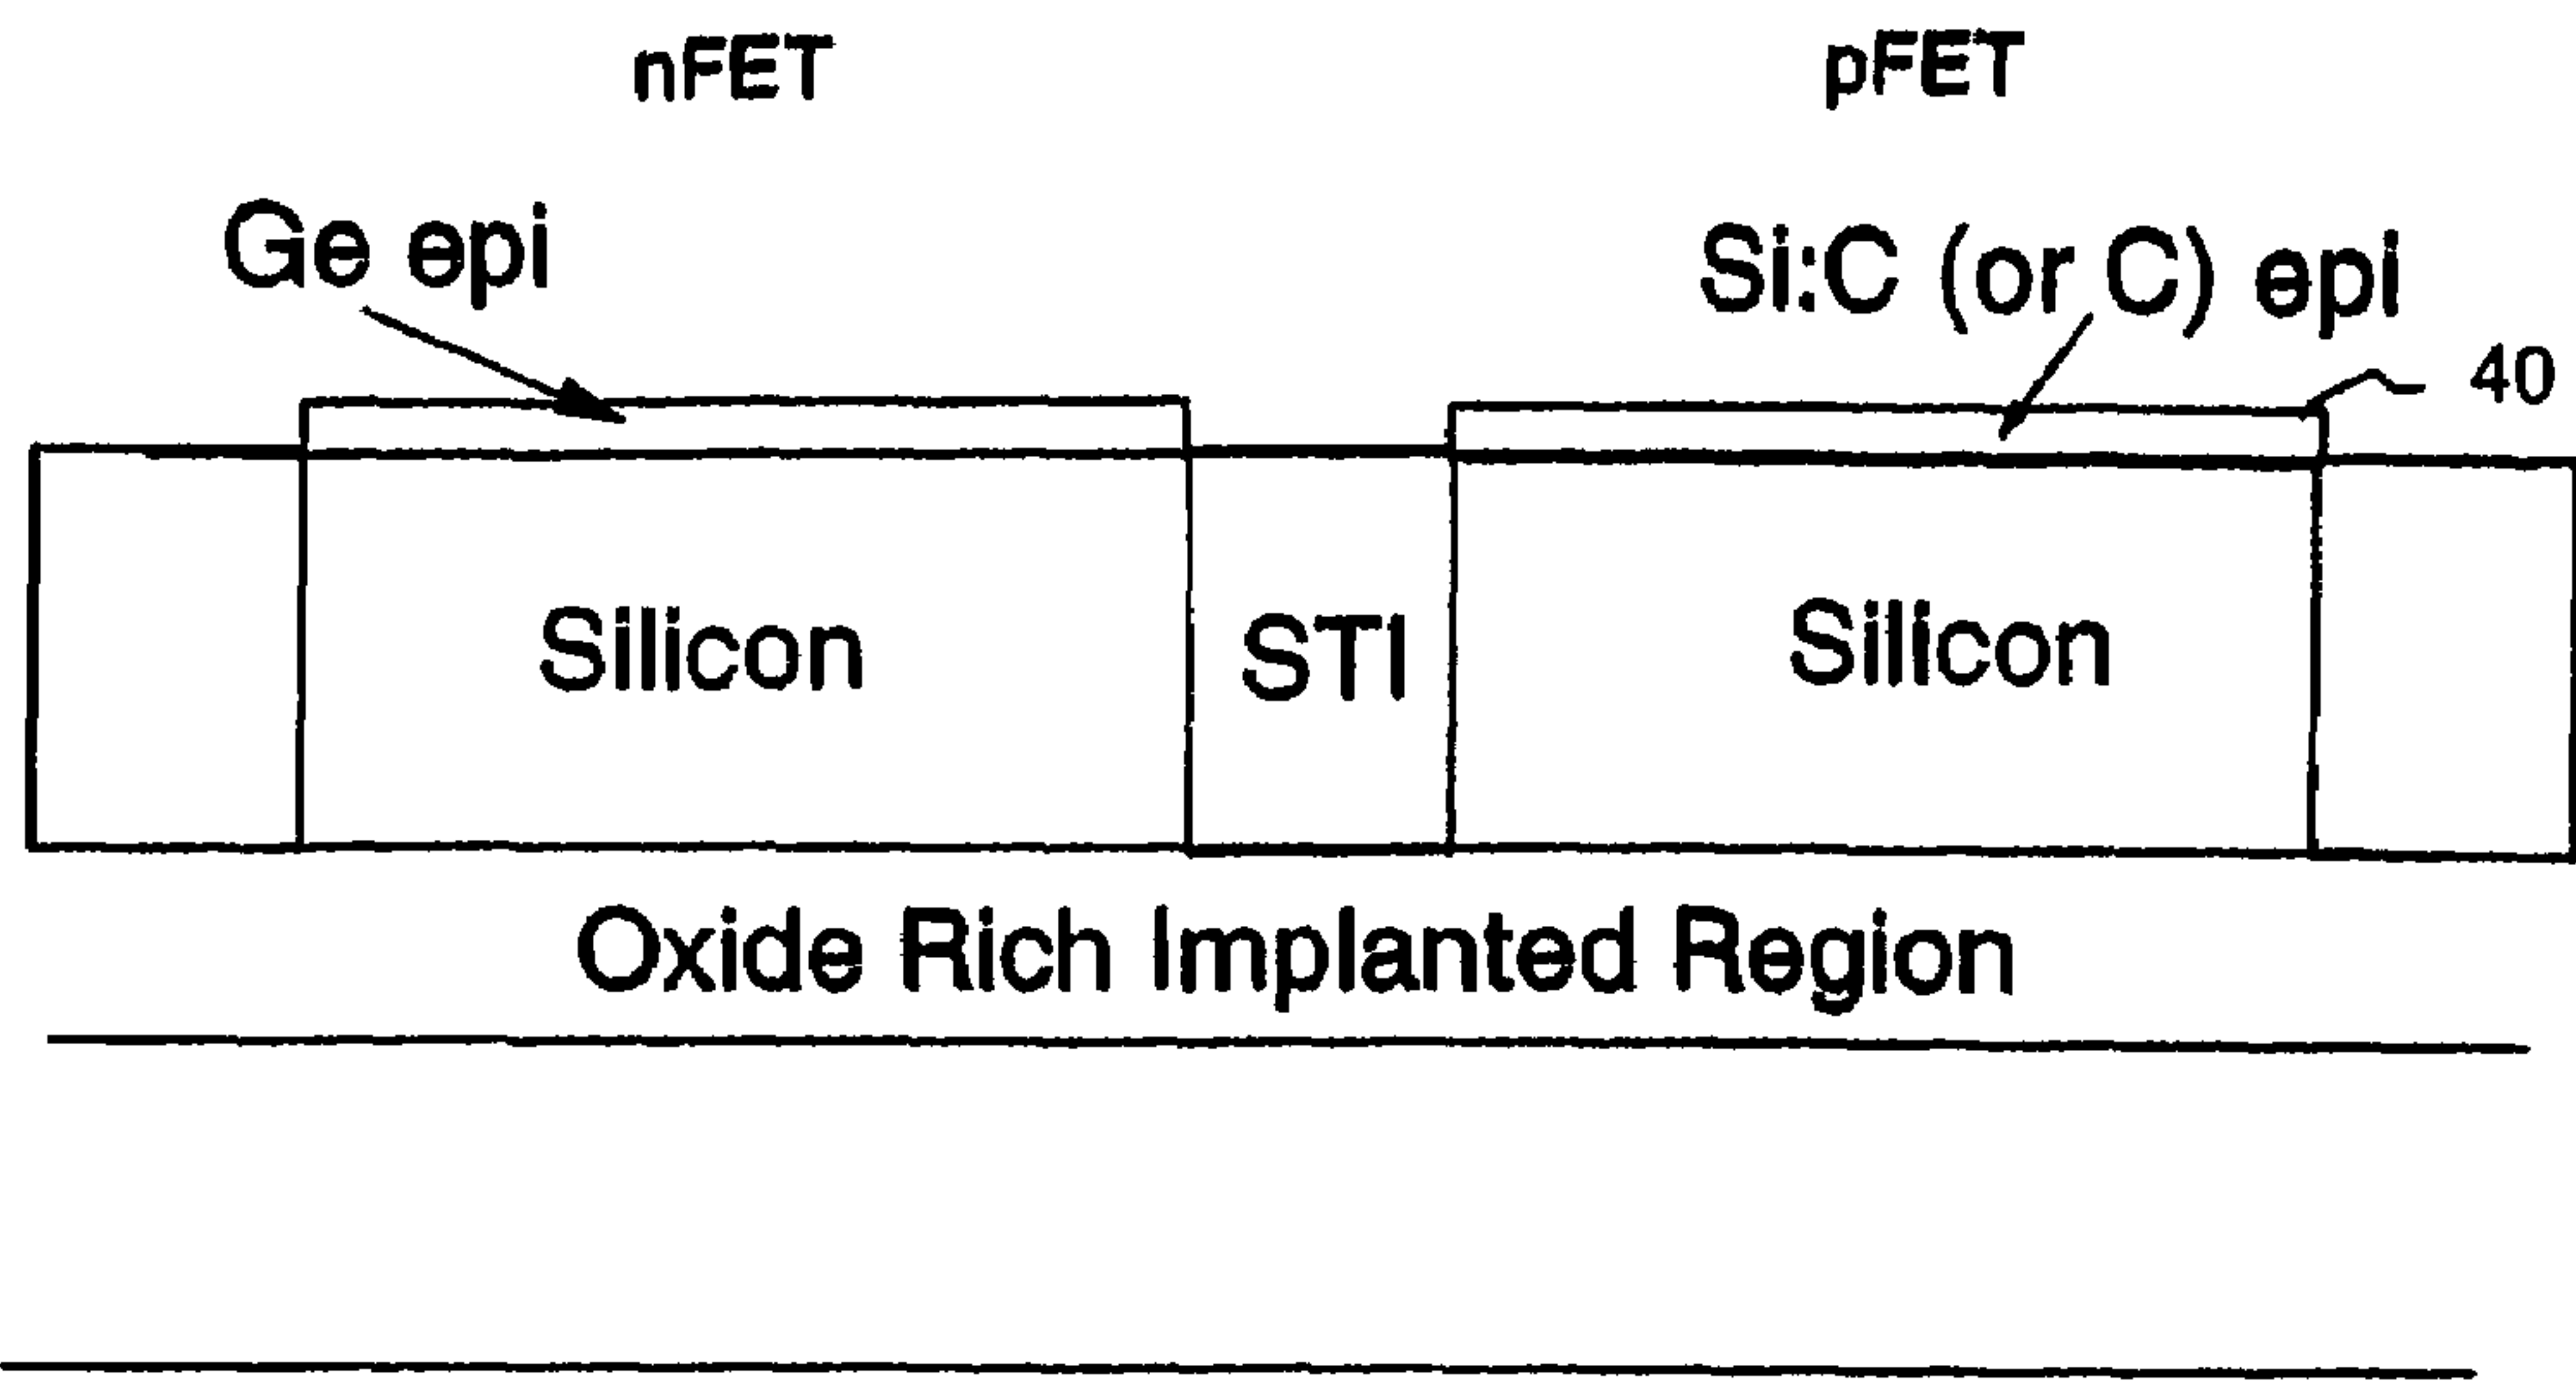 nFET
pFET
Ge epi
Si:C (or C) epi
40
Silicon
STI
Silicon
Oxide Rich Implanted Region